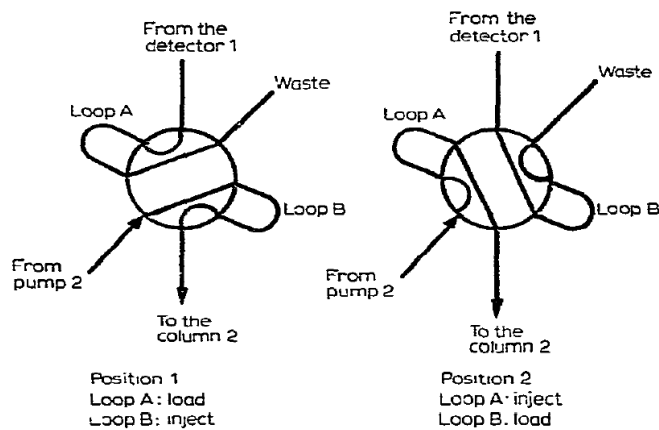 From the
detector 1
Waste
Loop A
Loop B
From
pump 2
To the
column 2
Position 1
Loop A: load
Loop B: inject
From the
detector 1
Waste
Loop A
Loop B
From
pump 2
To the
column 2
Position 2
Loop A·inject
Loop B. load